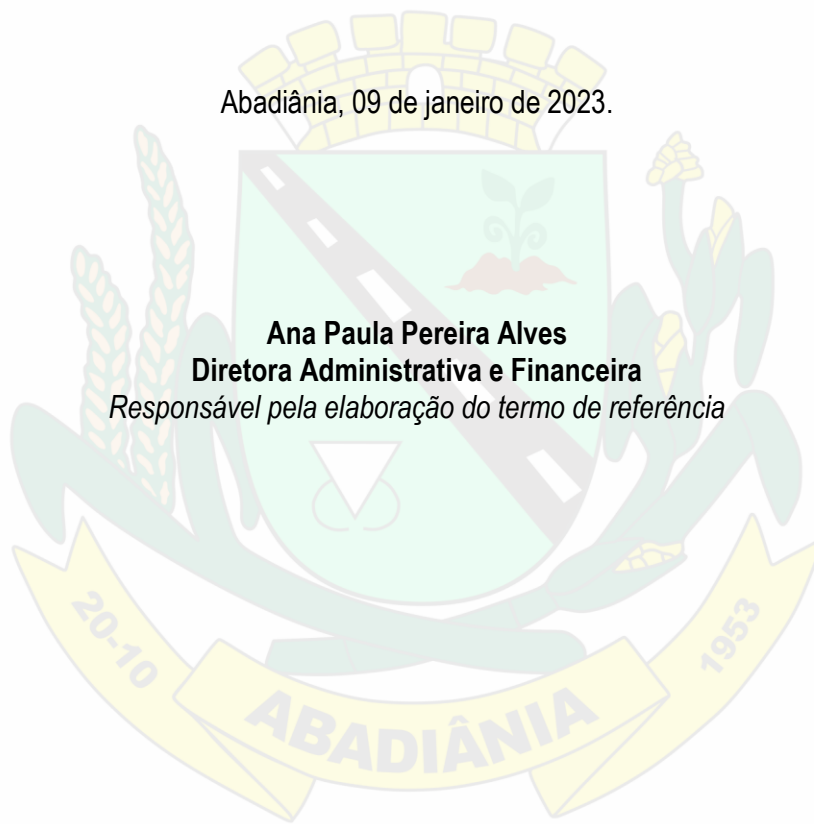 Abadiânia, 09 de janeiro de 2023.
Ana Paula Pereira Alves
Diretora Administrativa e Financeira
Responsável pela elaboração do termo de referência
20-10
1953
ABADIÂNIA